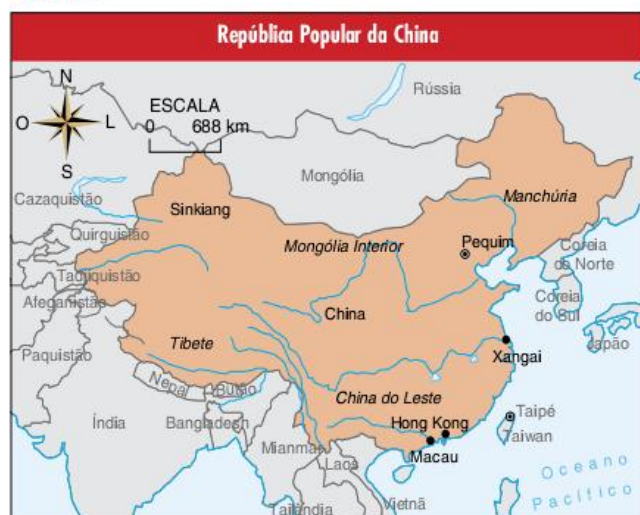 República Popular da China
N
ESCALA
O
L
0 688 km
S
Rússia
Mongólia
Cazaquistão
Sinkiang
Manchúria
Quirguistão
Mongólia Interior
Pequim
Coreia
do Norte
Tadjiquistão
Afeganistão
China
Coreia
do Sul
Paquistão
Tibete
Japão
Xangai
Nepal
Butão
China do Leste
Índia
Bangladesh
Hong Kong
Taipé
Taiwan
Mianmar
Macau
Laos
Tailândia
Vietnã
Oceano
Pacífico